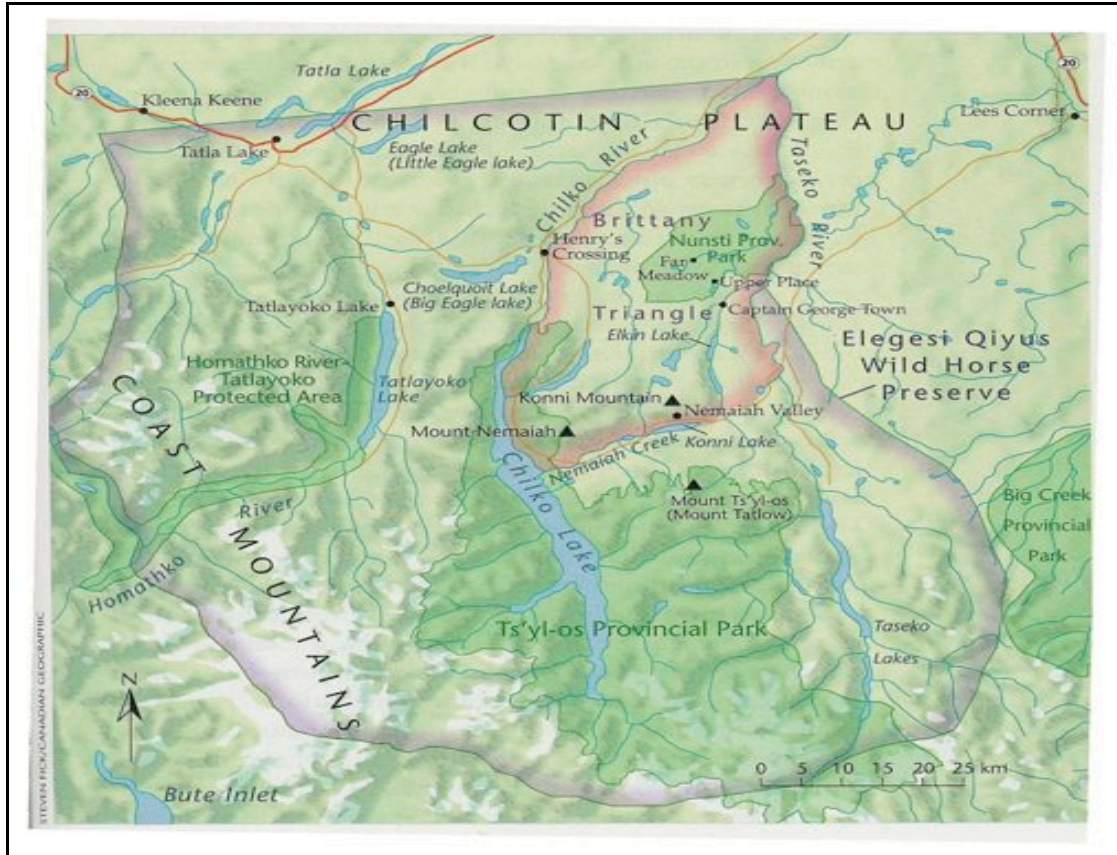 Tatla Lake
20
Kleena Keene
20
Lees Corner
CHILCOTIN PLATEAU
Tatla Lake
Eagle Lake
(Little Eagle lake)
Chilko River
Taseko River
Brittany
Nunsti Prov.
Park
Henry's
Crossing
Far
Meadow
Upper Place
Choelquoit Lake
(Big Eagle lake)
Tatlayoko Lake
Triangle
Captain George Town
Elkin Lake
Elegesi Qiyus
Wild Horse
Preserve
Homathko River-
Tatlayoko
Protected Area
Tatlayoko
Lake
COAST
MOUNTAINS
Konni Mountain
Nemaiah Valley
Mount Nemaiah
Konni Lake
Nemaiah Creek
Chilko Lake
Mount Ts'yl-os
(Mount Tatlow)
Big Creek
Provincial
Park
Homathko River
Ts'yl-os Provincial Park
Taseko
Lakes
N
0 5 10 15 20 25 km
Bute Inlet
STEVEN FICK/CANADIAN GEOGRAPHIC